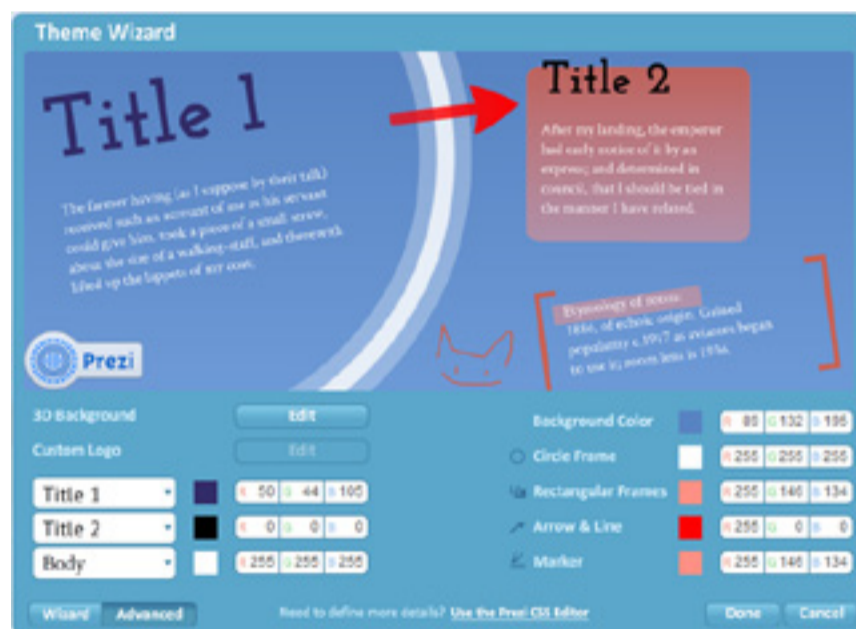 Theme Wizard
Title 1
The farmer having (as I suppose by their talk)
received such an account of me as his servant
could give him, took a piece of a small straw,
about the size of a walking-staff, and therewith
lifted up the lappets of my coat;
Title 2
After my landing, the emperor
had early notice of it by an
express; and determined in
council, that I should be tied in
the manner I have related.
Etymology of
1886, of echoic origin. Gained
popularity c.1917 as aviators began
to use it; zoom lens is 1936.
Prezi
3D Background Edit
Custom Logo Edit
Title 1 R 50 G 44 B 105
Title 2 R 0 G 0 B 0
Body R 255 G 255 B 255
Background Color R 85 G 132 B 195
Circle Frame R 255 G 255 B 255
Rectangular Frames R 255 G 146 B 134
Arrow & Line R 255 G 0 B 0
Marker R 255 G 146 B 134
Wizard Advanced Need to define more details? Use the Prezi CSS Editor Done Cancel